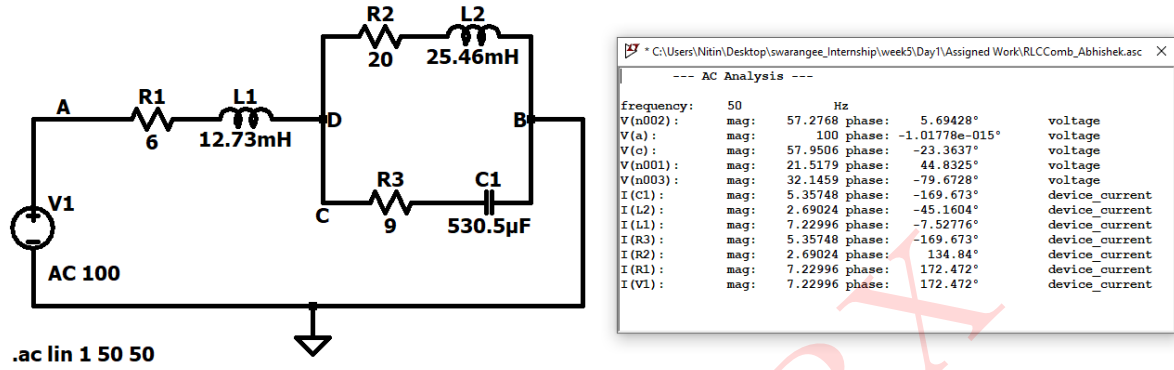 R2
L2
20
25.46mH
A
R1
L1
D
B
6
12.73mH
R3
C1
C
9
530.5µF
V1
AC 100
.ac lin 1 50 50
* C:\Users\Nitin\Desktop\swarangee_Internship\week5\Day1\Assigned Work\RLCComb_Abhishek.asc
--- AC Analysis ---
frequency: 50 Hz
V(n002): mag: 57.2768 phase: 5.69428° voltage
V(a): mag: 100 phase: -1.01778e-015° voltage
V(c): mag: 57.9506 phase: -23.3637° voltage
V(n001): mag: 21.5179 phase: 44.8325° voltage
V(n003): mag: 32.1459 phase: -79.6728° voltage
I(C1): mag: 5.35748 phase: -169.673° device_current
I(L2): mag: 2.69024 phase: -45.1604° device_current
I(L1): mag: 7.22996 phase: -7.52776° device_current
I(R3): mag: 5.35748 phase: -169.673° device_current
I(R2): mag: 2.69024 phase: 134.84° device_current
I(R1): mag: 7.22996 phase: 172.472° device_current
I(V1): mag: 7.22996 phase: 172.472° device_current